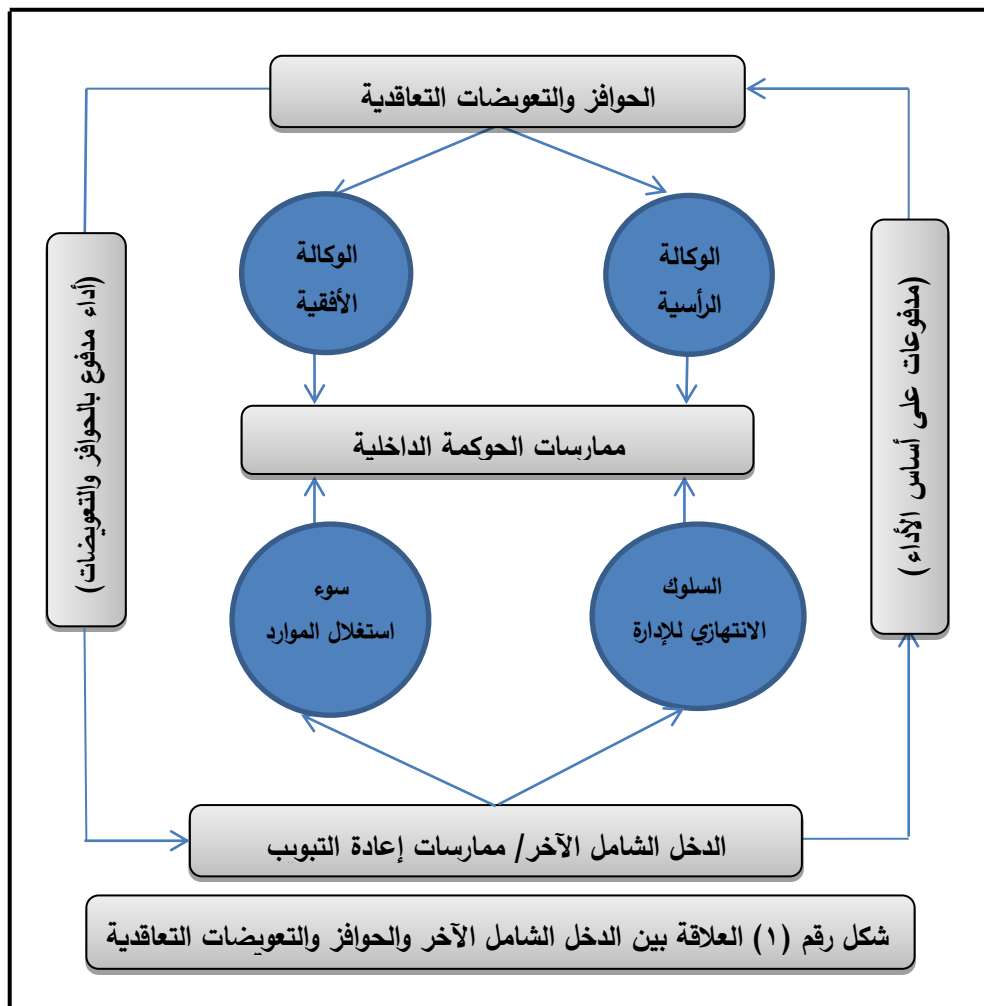 الحوافز والتعويضات التعاقدية
الوكالة
الرأسية
الوكالة
الأفقية
(مدفوعات على أساس الأداء)
(أداء مدفوع بالحوافز والتعويضات)
ممارسات الحوكمة الداخلية
السلوك
الانتهازي للإدارة
سوء
استغلال الموارد
الدخل الشامل الآخر/ ممارسات إعادة التبويب
شكل رقم (١) العلاقة بين الدخل الشامل الآخر والحوافز والتعويضات التعاقدية